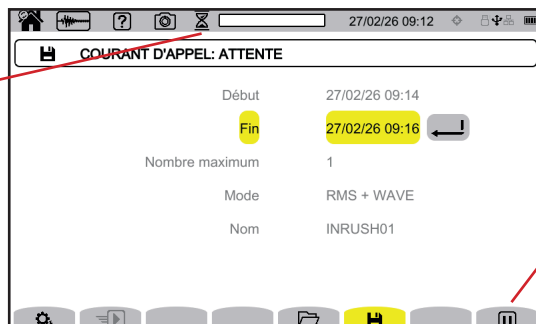 27/02/26 09:12
COURANT D'APPEL: ATTENTE
Début 27/02/26 09:14
Fin 27/02/26 09:16
Nombre maximum 1
Mode RMS + WAVE
Nom INRUSH01